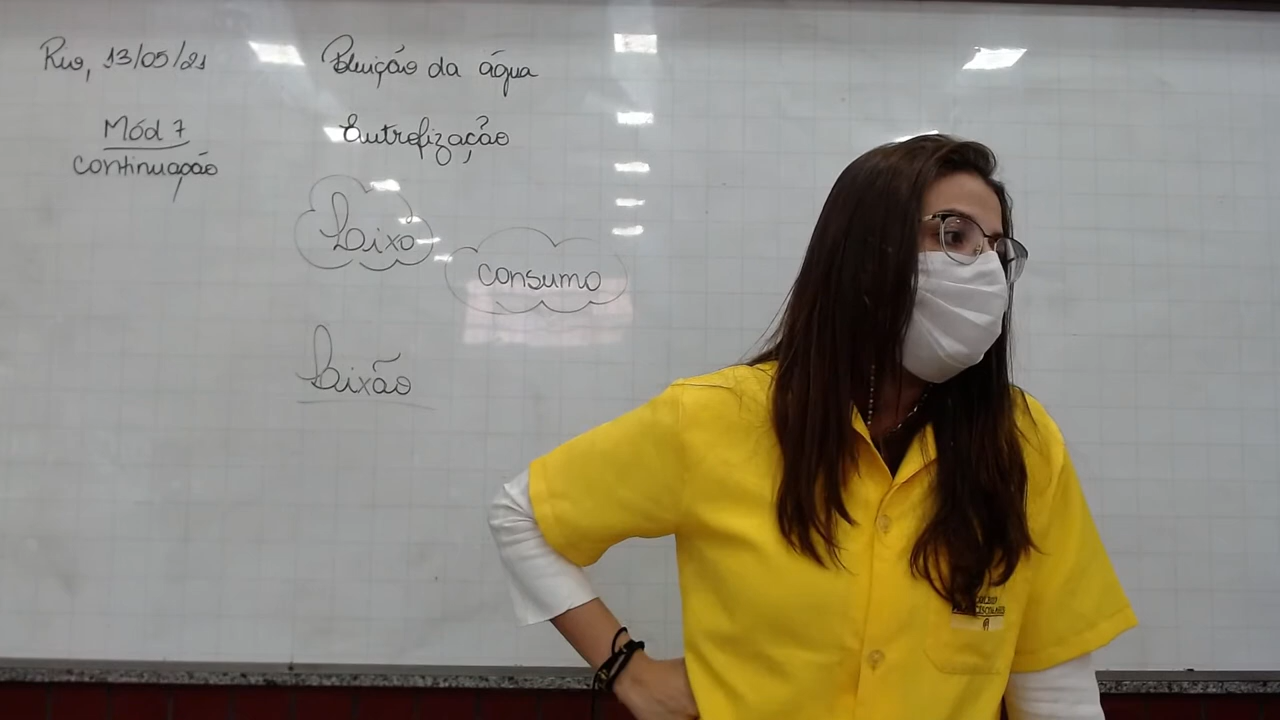 Rio, 13/05/21
Poluição da água
Mód 7
continuação
Eutrofização
Lixo
consumo
Lixão